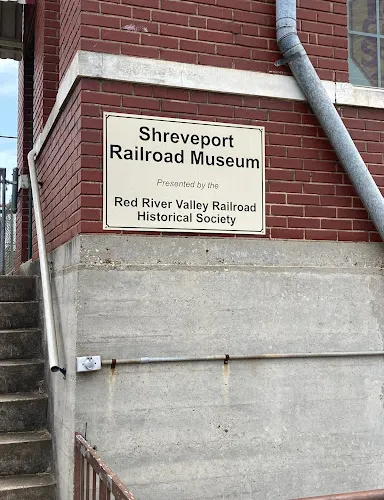 Shreveport
Railroad Museum
Presented by the
Red River Valley Railroad
Historical Society